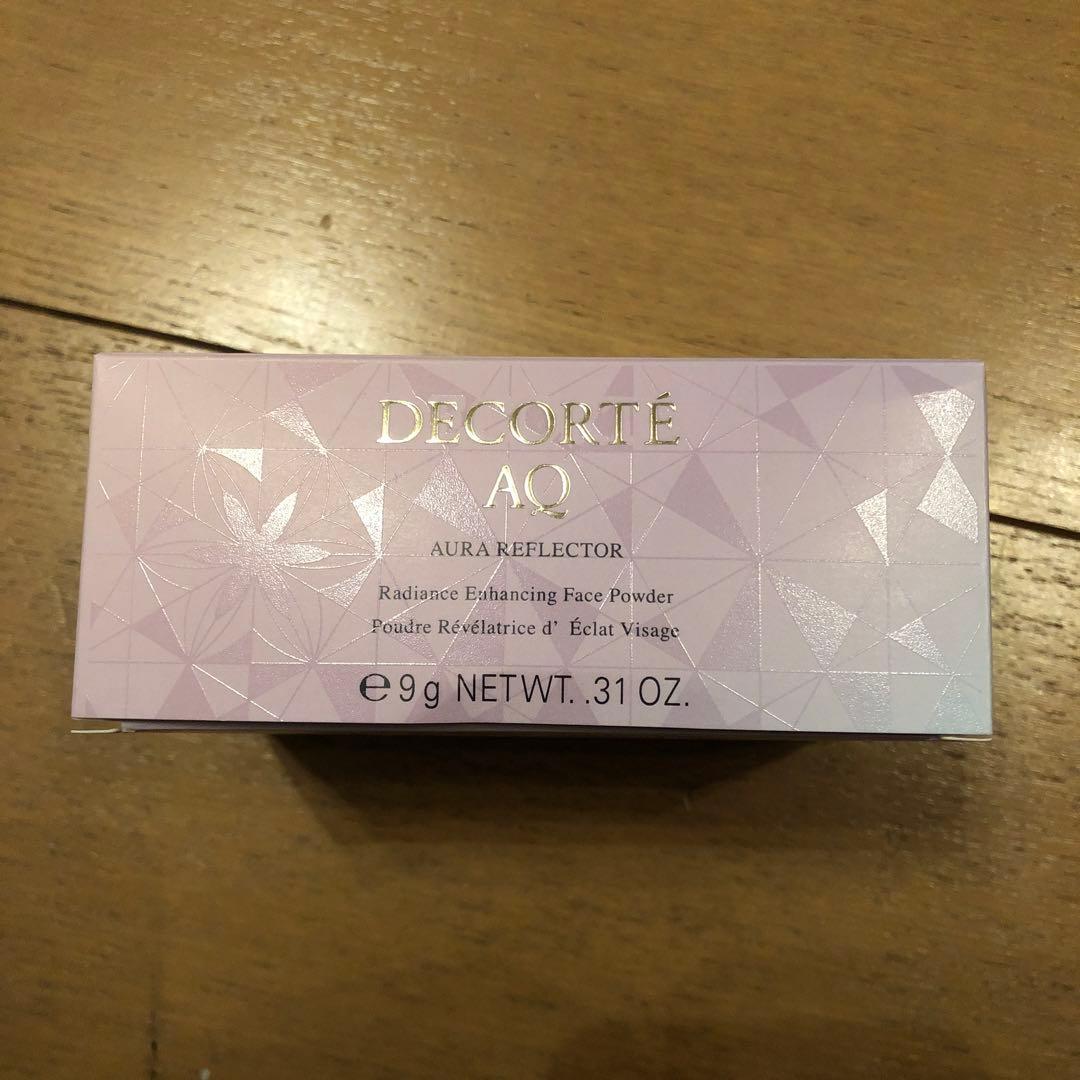 DECORTÉ
AQ
AURA REFLECTOR
Radiance Enhancing Face Powder
Poudre Révélatrice d' Éclat Visage
℮9g NETWT. .31 OZ.